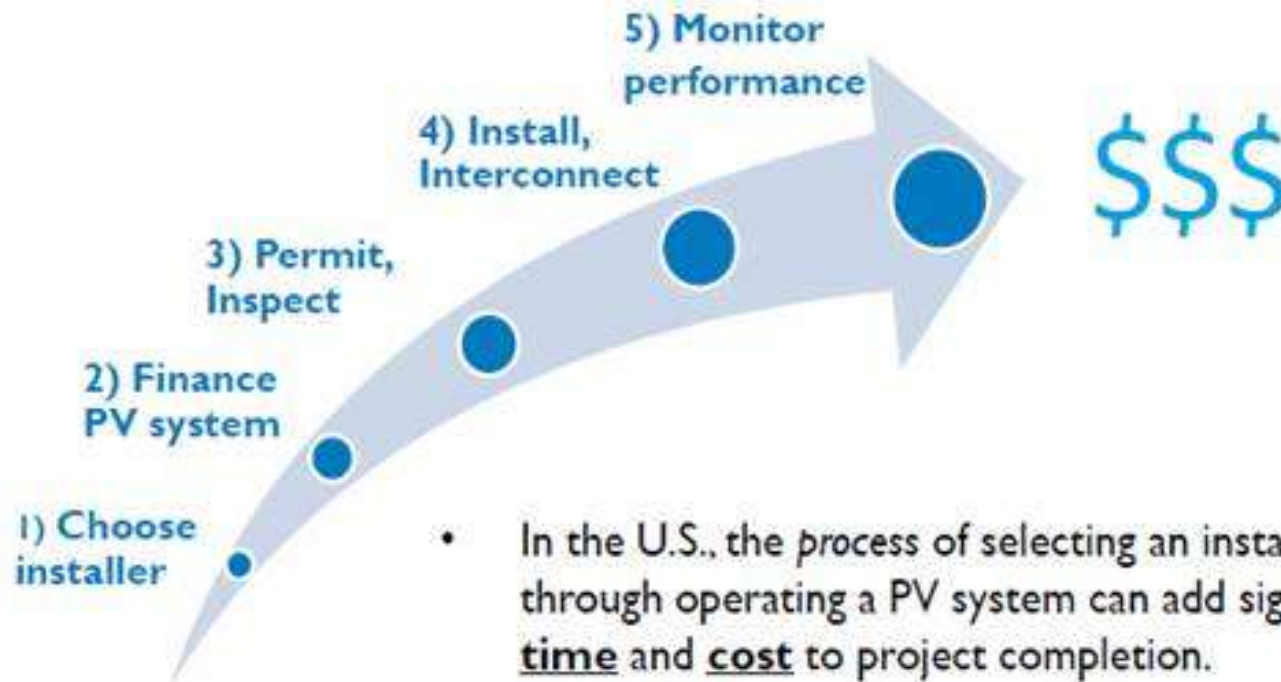 5) Monitor
performance
$$$
4) Install,
Interconnect
3) Permit,
Inspect
2) Finance
PV system
1) Choose
installer
• In the U.S., the process of selecting an insta
through operating a PV system can add sig
time and cost to project completion.